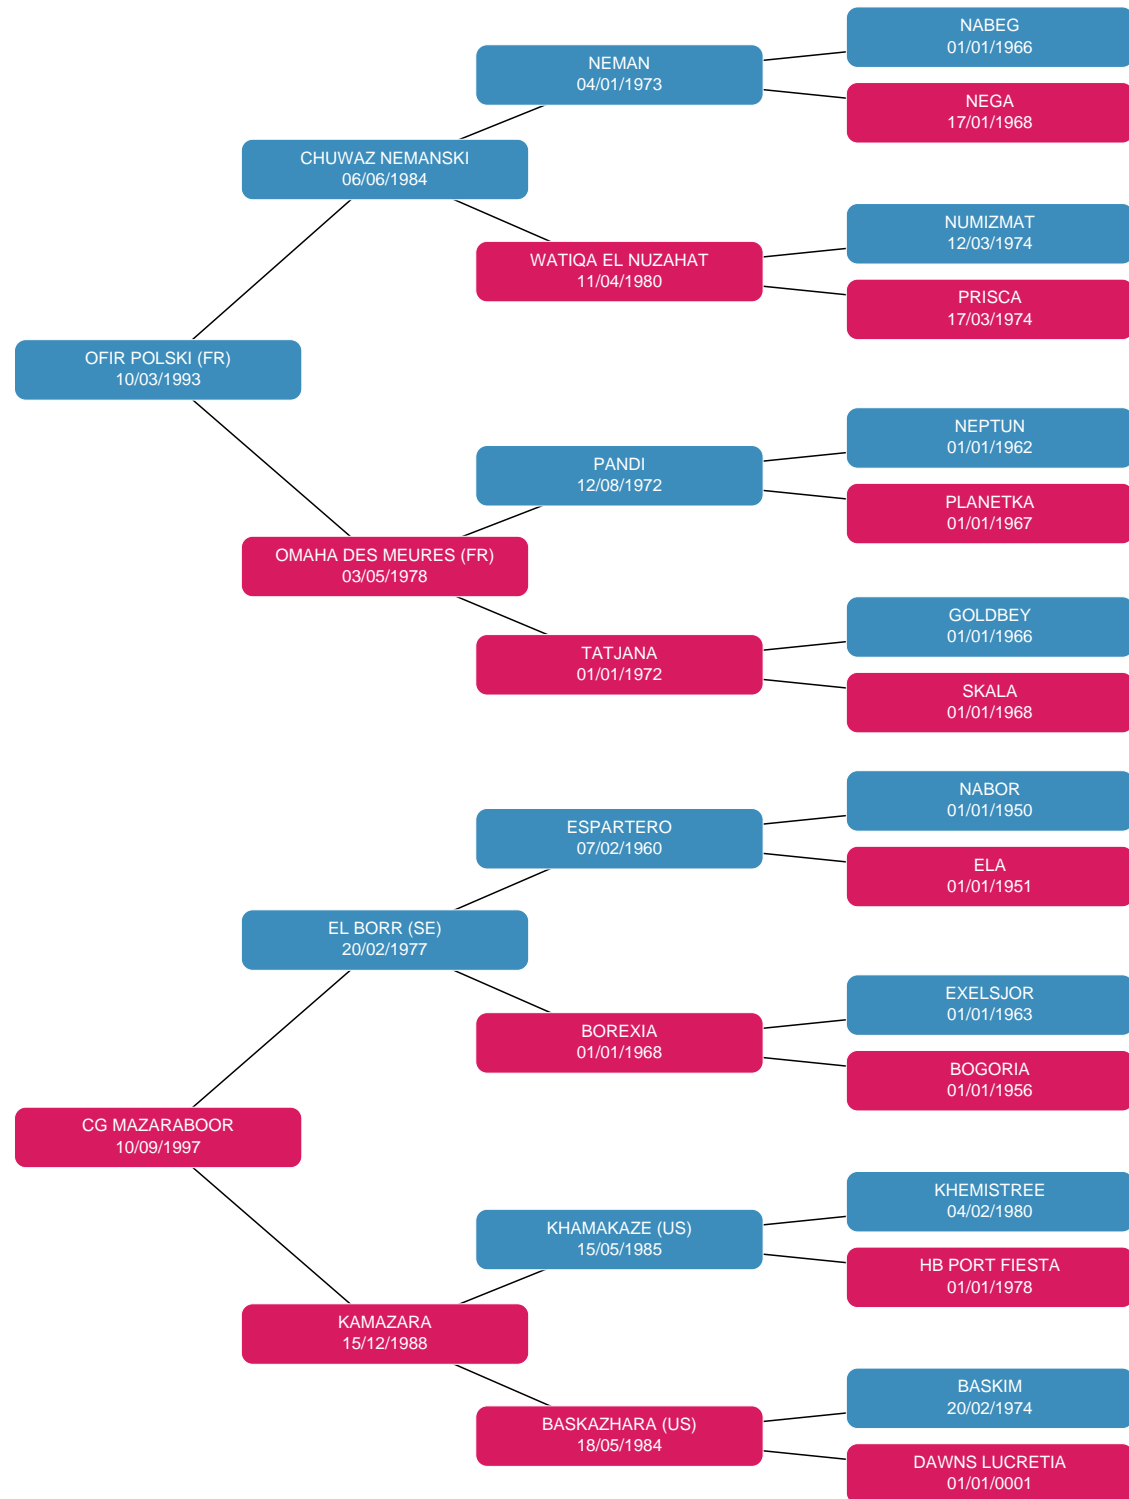 NABEG
01/01/1966
NEMAN
04/01/1973
NEGA
17/01/1968
CHUWAZ NEMANSKI
06/06/1984
NUMIZMAT
12/03/1974
WATIQA EL NUZAHAT
11/04/1980
PRISCA
17/03/1974
OFIR POLSKI (FR)
10/03/1993
NEPTUN
01/01/1962
PANDI
12/08/1972
PLANETKA
01/01/1967
OMAHA DES MEURES (FR)
03/05/1978
GOLDBEY
01/01/1966
TATJANA
01/01/1972
SKALA
01/01/1968
NABOR
01/01/1950
ESPARTERO
07/02/1960
ELA
01/01/1951
EL BORR (SE)
20/02/1977
EXELSJOR
01/01/1963
BOREXIA
01/01/1968
BOGORIA
01/01/1956
CG MAZARABOOR
10/09/1997
KHEMISTREE
04/02/1980
KHAMAKAZE (US)
15/05/1985
HB PORT FIESTA
01/01/1978
KAMAZARA
15/12/1988
BASKIM
20/02/1974
BASKAZHARA (US)
18/05/1984
DAWNS LUCRETIA
01/01/0001